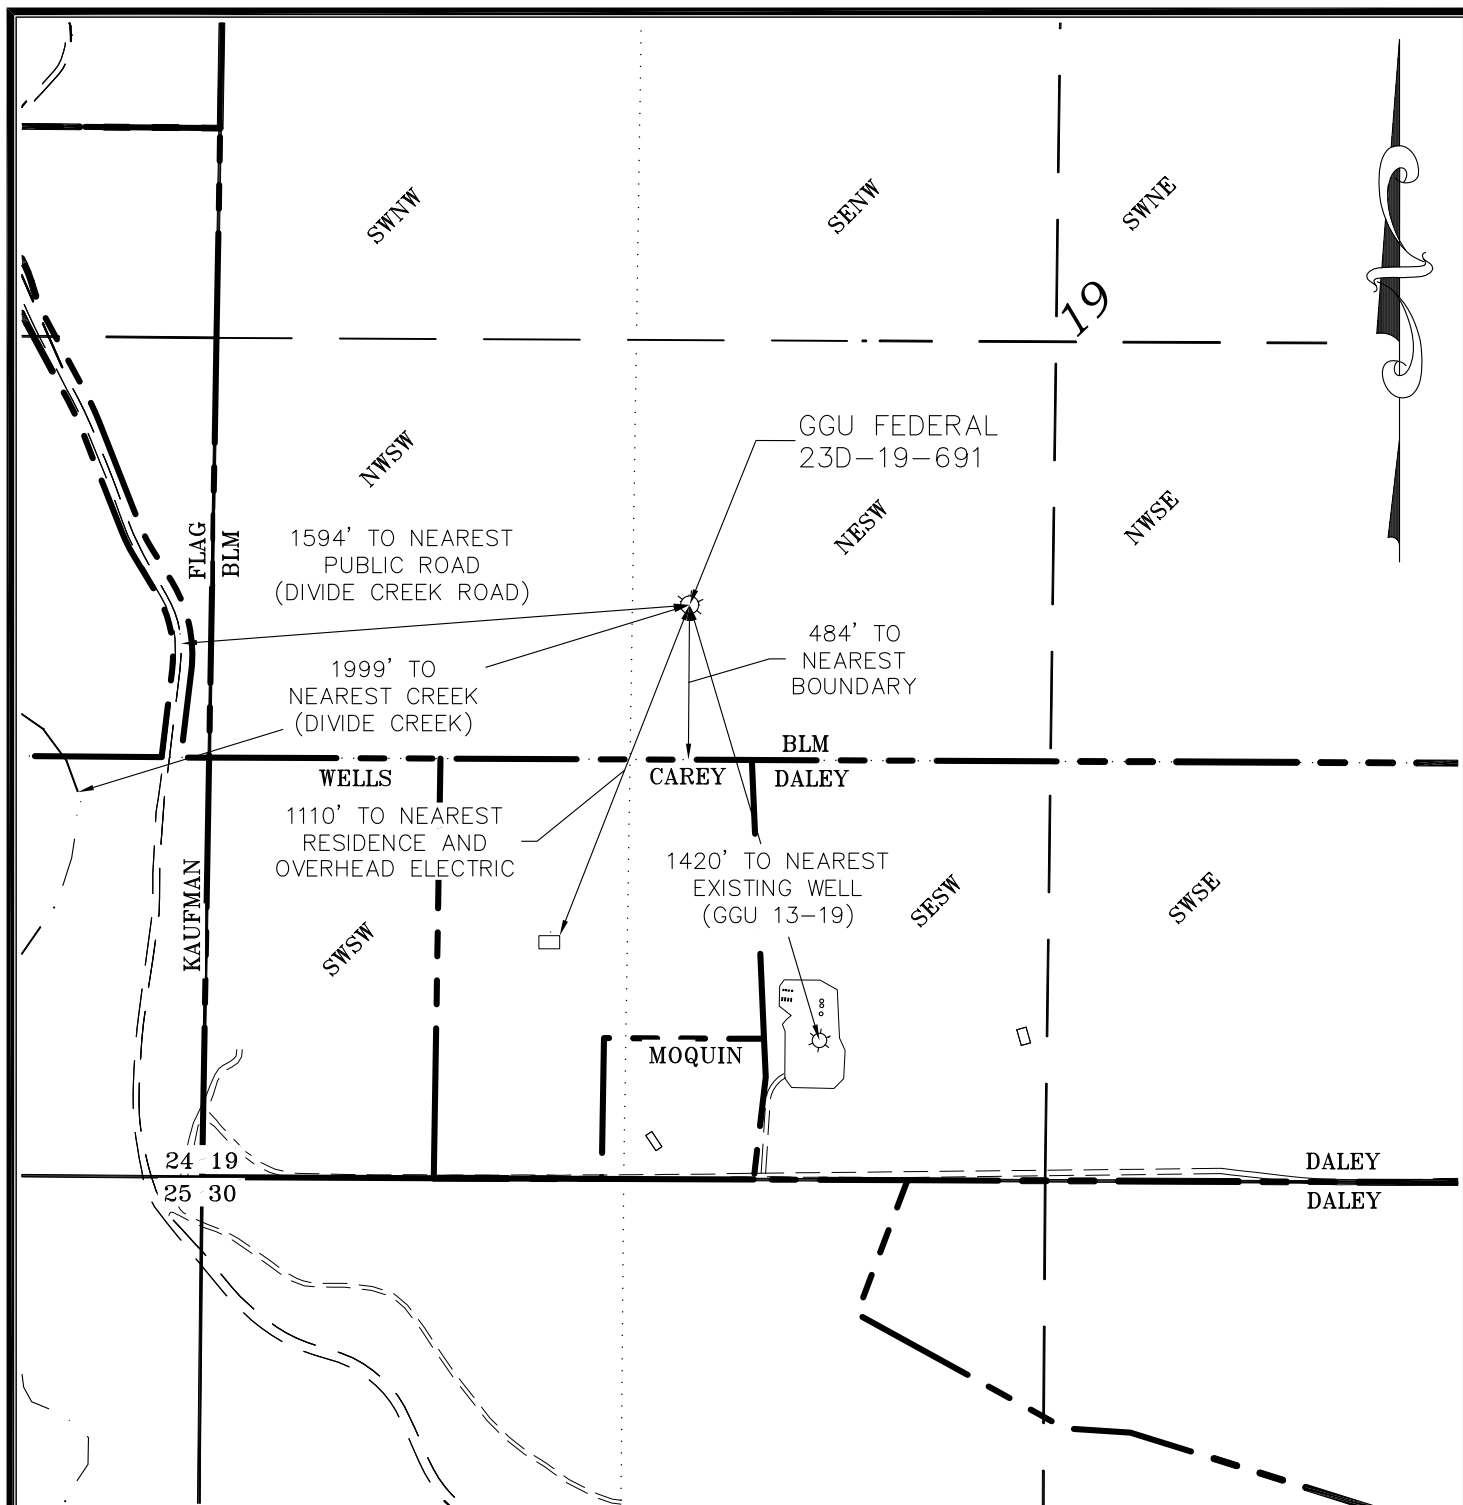 SWNW
SENW
SWNE
19
GGU FEDERAL
23D-19-691
NWSW
NESW
NWSE
FLAG
BLM
1594' TO NEAREST
PUBLIC ROAD
(DIVIDE CREEK ROAD)
484' TO
NEAREST
BOUNDARY
1999' TO
NEAREST CREEK
(DIVIDE CREEK)
BLM
WELLS
CAREY
DALEY
1110' TO NEAREST
RESIDENCE AND
OVERHEAD ELECTRIC
1420' TO NEAREST
EXISTING WELL
(GGU 13-19)
KAUFMAN
SWSW
SESW
SWSE
MOQUIN
24 19
25 30
DALEY
DALEY